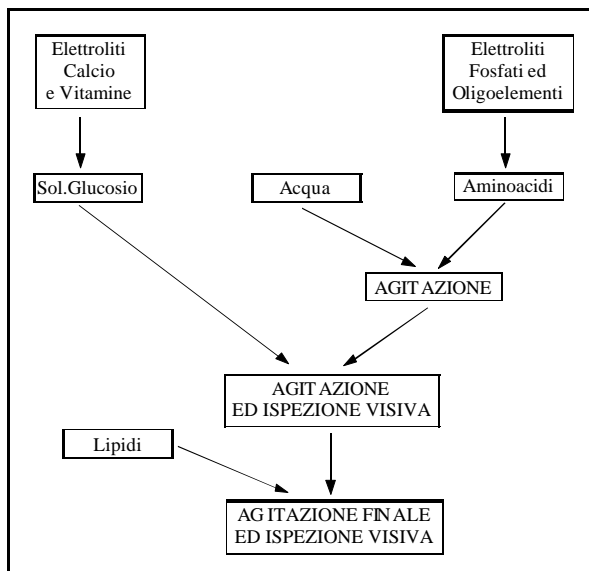 Elettroliti
Calcio
e Vitamine
Elettroliti
Fosfati ed
Oligoelementi
Sol.Glucosio
Acqua
Aminoacidi
AGITAZIONE
AGITAZIONE
ED ISPEZIONE VISIVA
Lipidi
AGITAZIONE FINALE
ED ISPEZIONE VISIVA